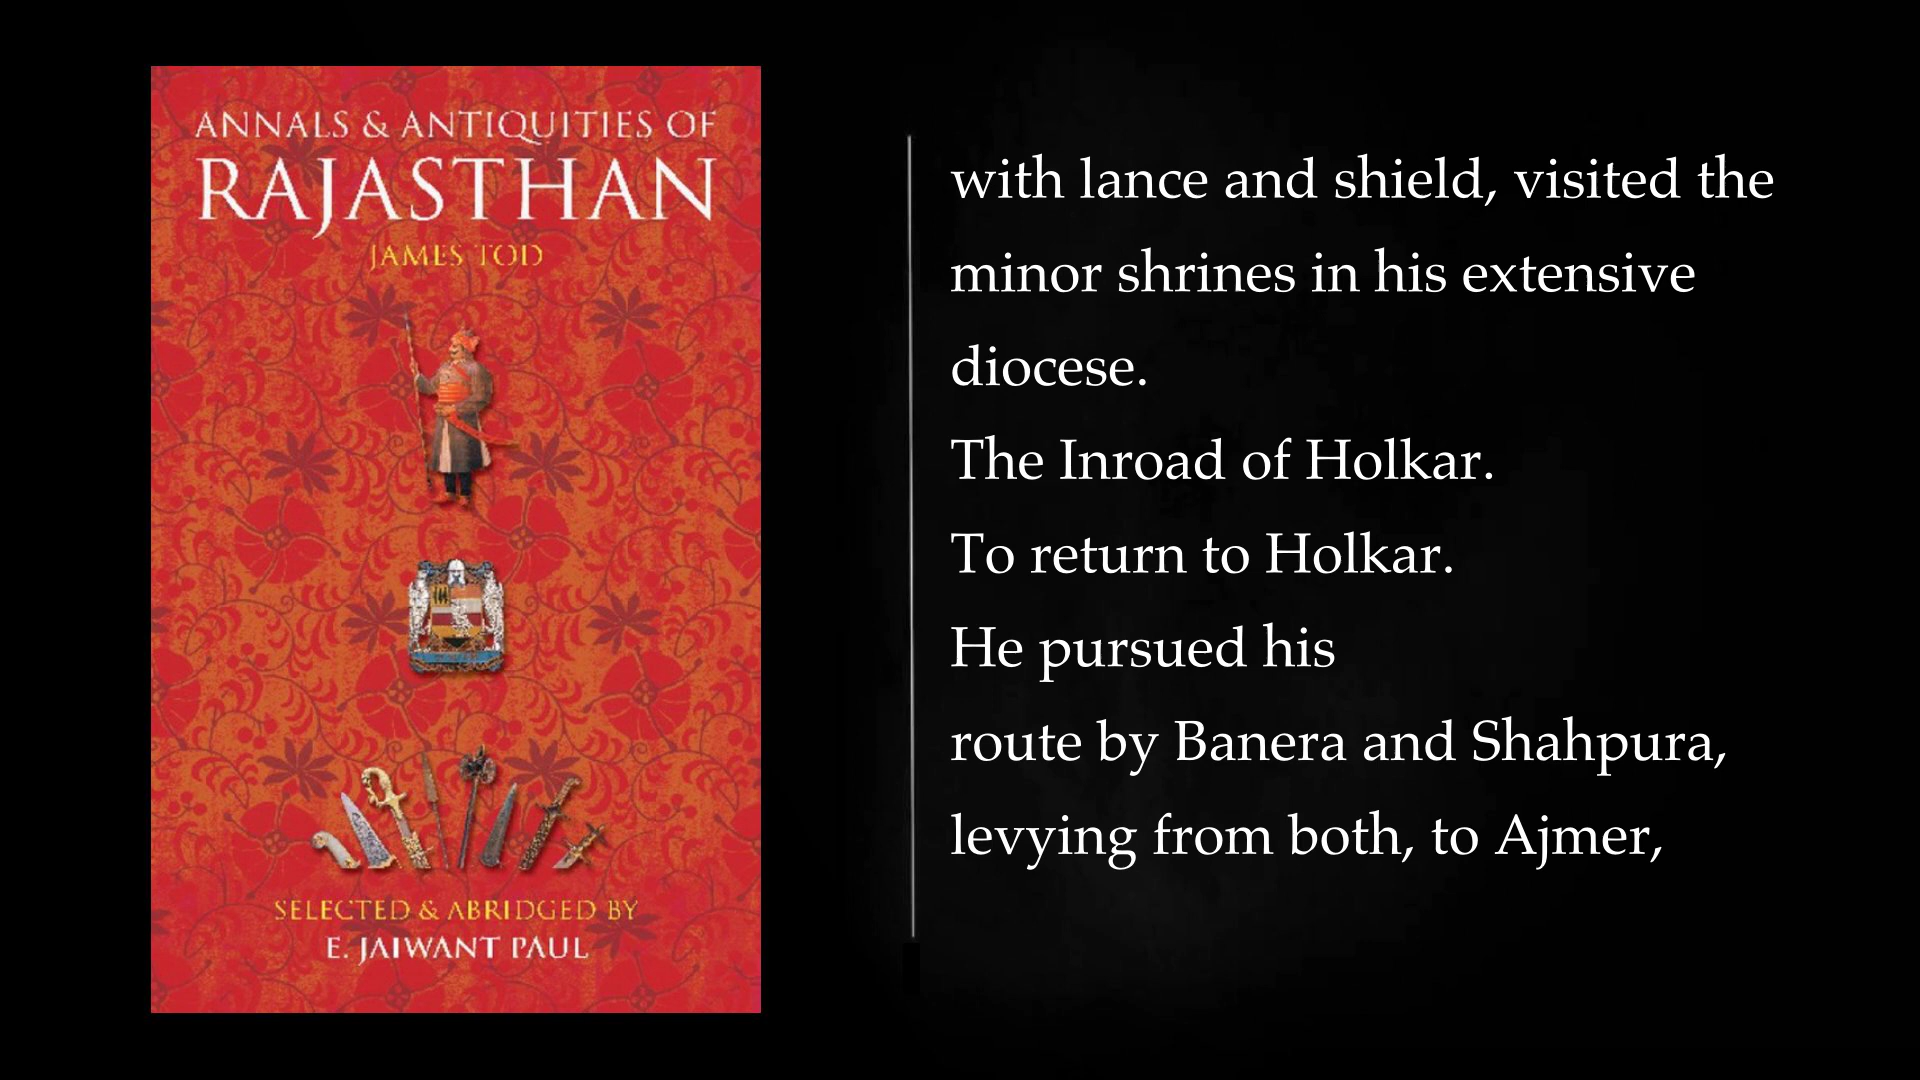 ANNALS & ANTIQUITIES OF
RAJASTHAN
JAMES TOD
SELECTED & ABRIDGED BY
E. JAIWANT PAUL
with lance and shield, visited the
minor shrines in his extensive
diocese.
The Inroad of Holkar.
To return to Holkar.
He pursued his
route by Banera and Shahpura,
levying from both, to Ajmer,